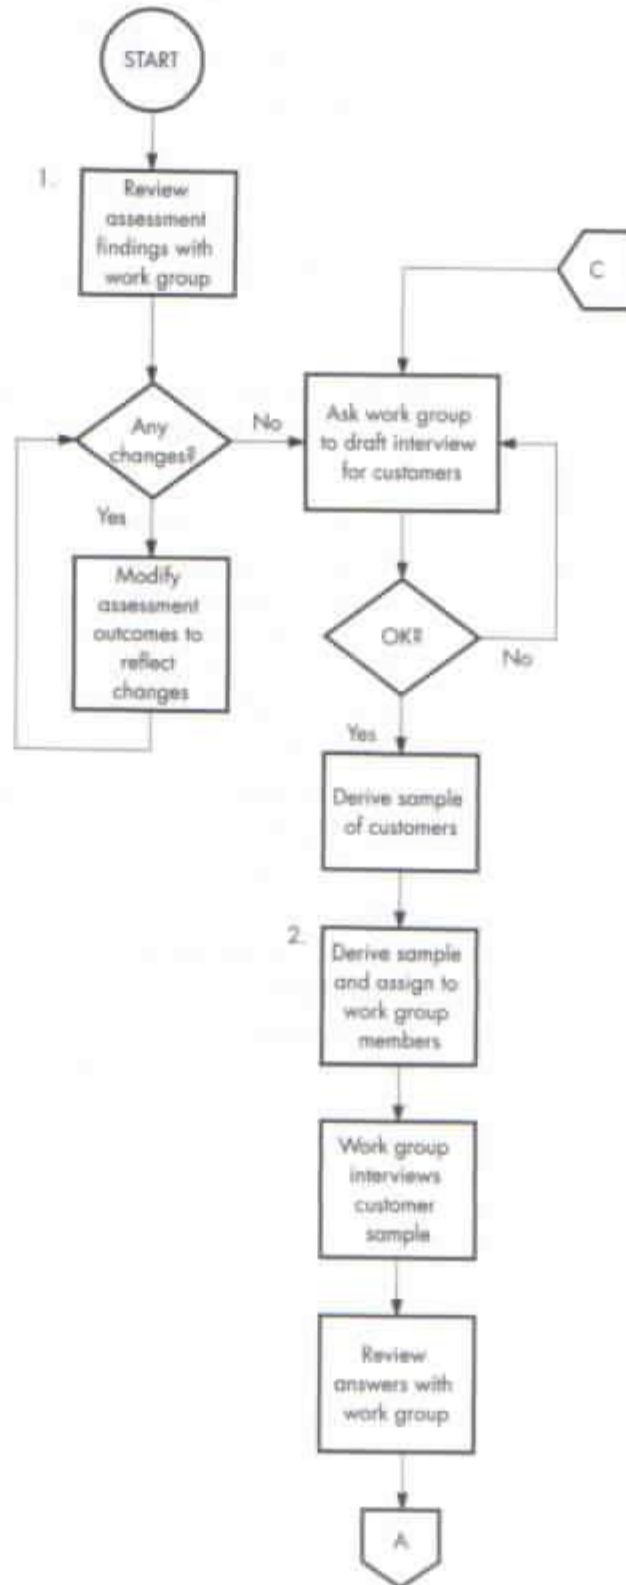 START
1.
Review
assessment
findings with
work group
C
Any
changes?
No
Ask work group
to draft interview
for customers
Yes
Modify
assessment
outcomes to
reflect
changes
OK?
No
Yes
Derive sample
of customers
2.
Derive sample
and assign to
work group
members
Work group
interviews
customer
sample
Review
answers with
work group
A